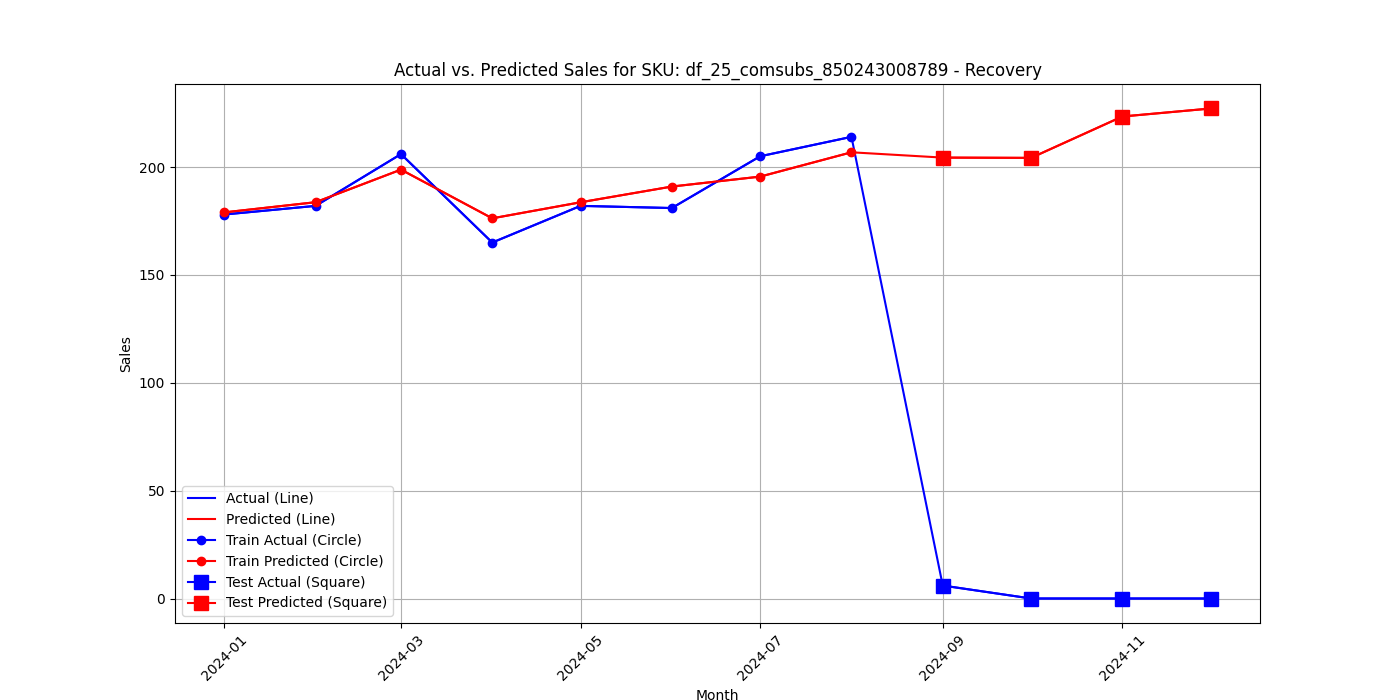 Actual vs. Predicted Sales for SKU: df_25_comsubs_850243008789 - Recovery
Sales
200
150
100
50
0
Actual (Line)
Predicted (Line)
Train Actual (Circle)
Train Predicted (Circle)
Test Actual (Square)
Test Predicted (Square)
2024-01
2024-03
2024-05
2024-07
2024-09
2024-11
Month